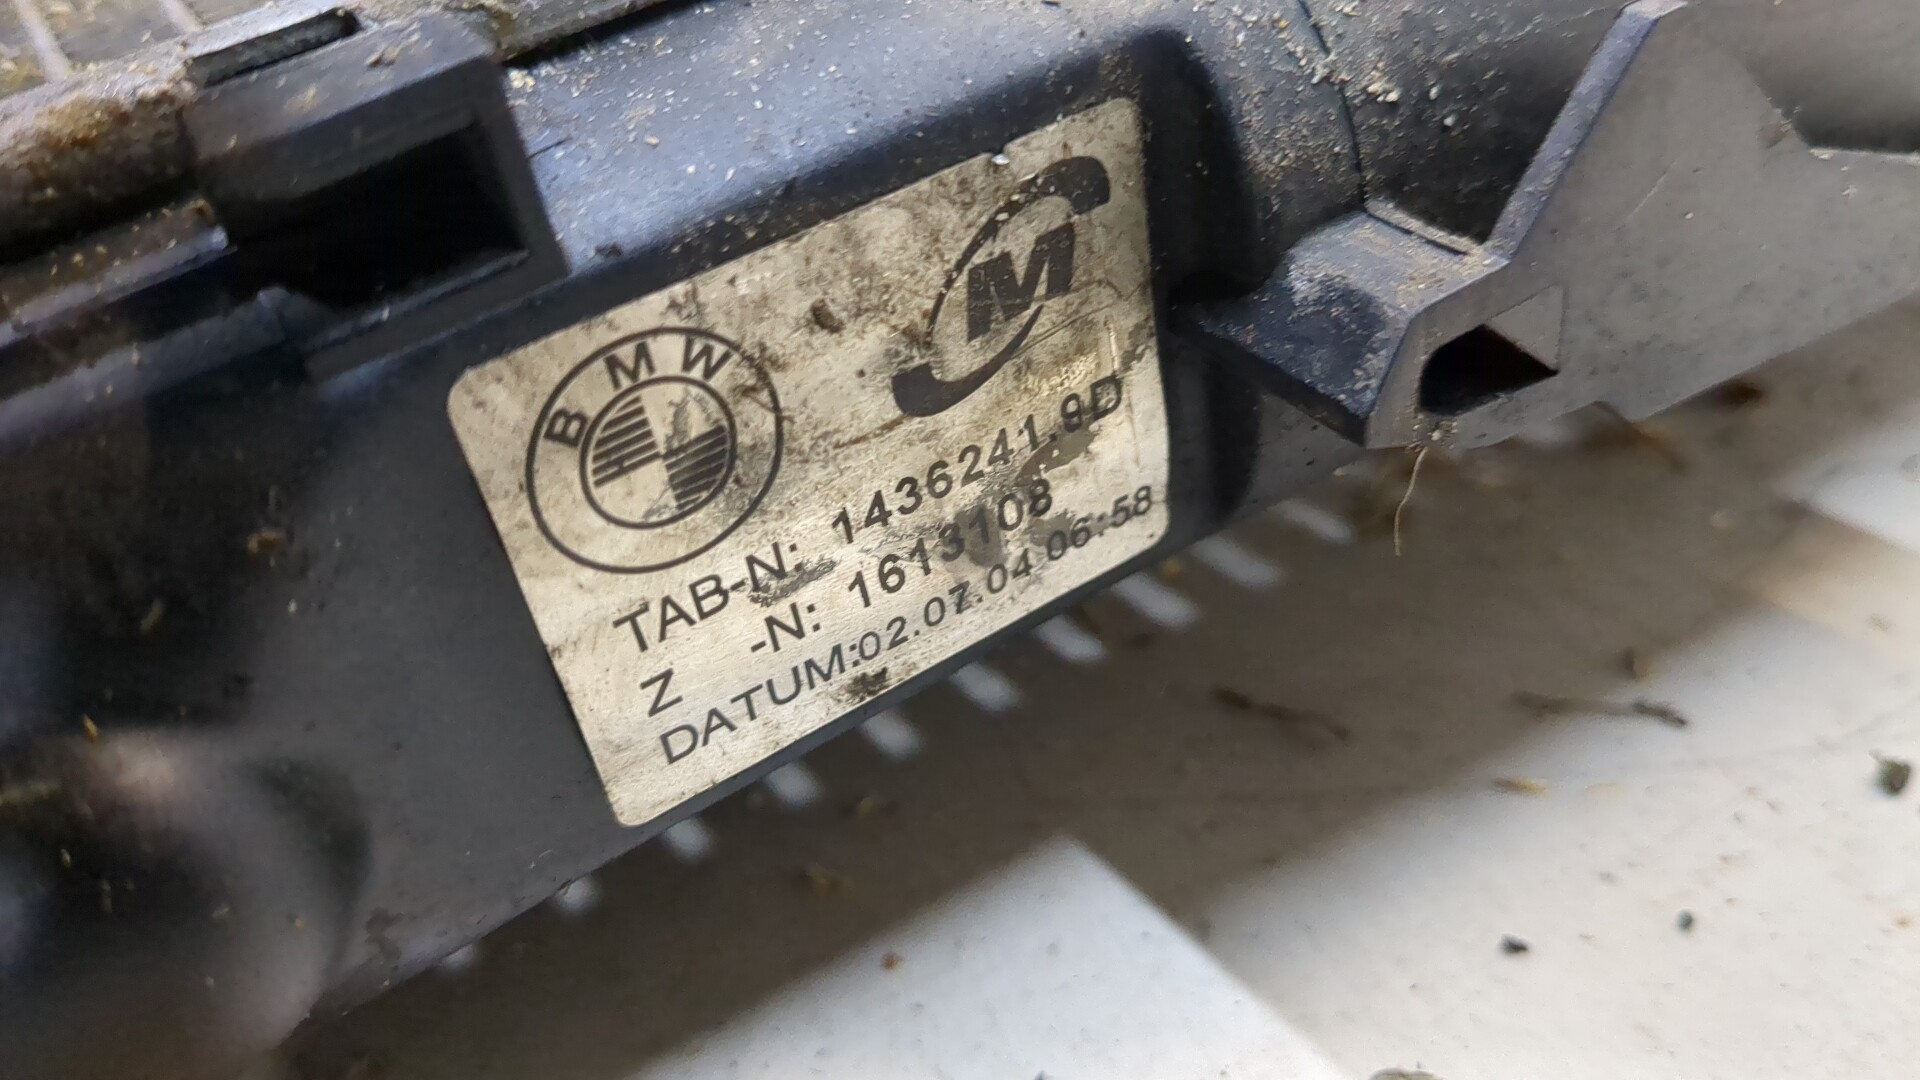 BMW
M
TAB-N: 1436241.9D
Z -N: 1613108
DATUM:02.07.04 06:58